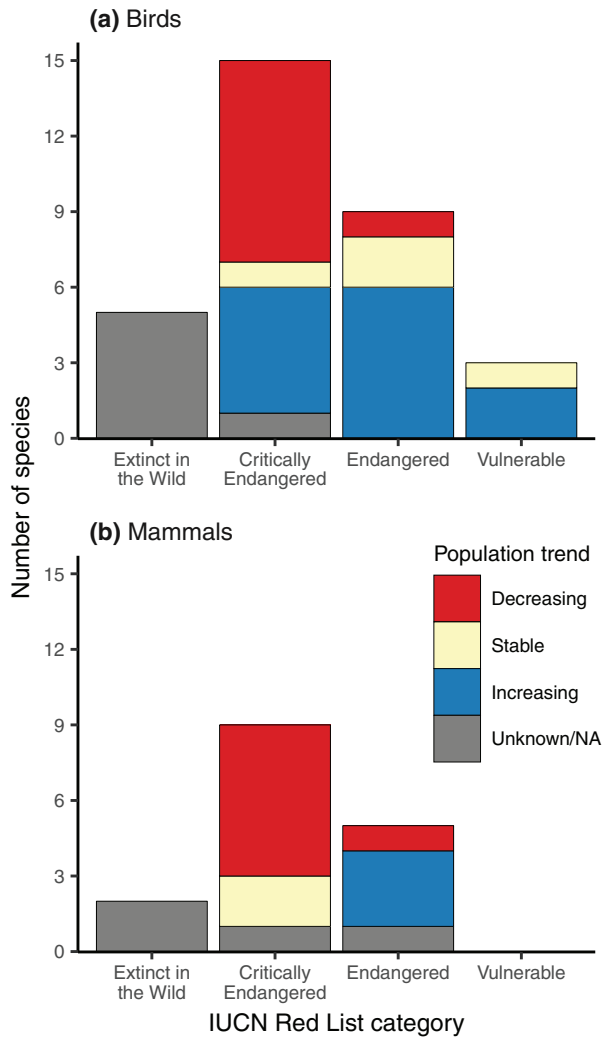 (a) Birds
15
12
9
6
3
0
Extinct in
the Wild
Critically
Endangered
Endangered
Vulnerable
Number of species
(b) Mammals
15
12
9
6
3
0
Population trend
Decreasing
Stable
Increasing
Unknown/NA
Extinct in
the Wild
Critically
Endangered
Endangered
Vulnerable
IUCN Red List category